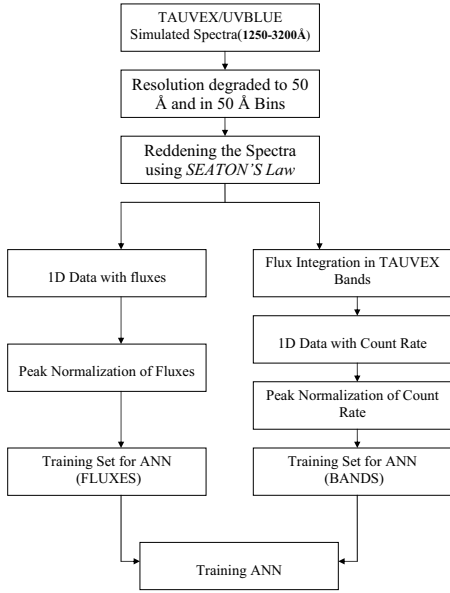 TAUVEX/UVBLUE
Simulated Spectra(1250-3200Å)
Resolution degraded to 50
Å and in 50 Å Bins
Reddening the Spectra
using SEATON'S Law
1D Data with fluxes
Peak Normalization of Fluxes
Training Set for ANN
(FLUXES)
Flux Integration in TAUVEX
Bands
1D Data with Count Rate
Peak Normalization of Count
Rate
Training Set for ANN
(BANDS)
Training ANN